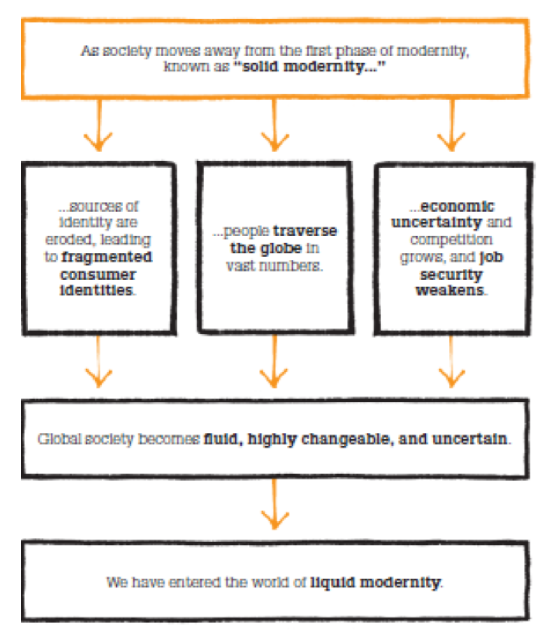 As society moves away from the first phase of modernity,
known as “solid modernity...”
...sources of
identity are
eroded, leading
to fragmented
consumer
identities.
...people traverse
the globe in
vast numbers.
...economic
uncertainty and
competition
grows, and job
security
weakens.
Global society becomes fluid, highly changeable, and uncertain.
We have entered the world of liquid modernity.